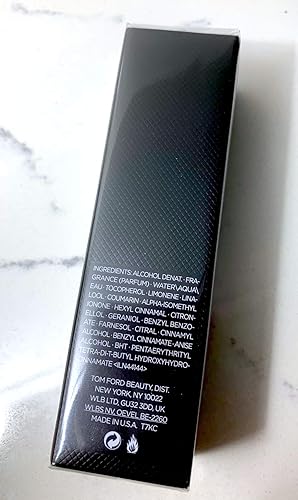 INGREDIENTS: ALCOHOL DENAT. · FRA-
GRANCE (PARFUM) · WATER\AQUA\
EAU · TOCOPHEROL · LIMONENE · LINA-
LOOL · COUMARIN · ALPHA-ISOMETHYL
IONONE · HEXYL CINNAMAL · CITRON-
ELLOL · GERANIOL · BENZYL BENZO-
ATE · FARNESOL · CITRAL · CINNAMYL
ALCOHOL · BENZYL CINNAMATE · ANISE
ALCOHOL · BHT · PENTAERYTHRITYL
TETRA-DI-T-BUTYL HYDROXYHYDRO-
CINNAMATE <ILN44144>
TOM FORD BEAUTY, DIST.
NEW YORK, NY 10022
WLB LTD, GU32 3DD, UK
WLBS NV, OEVEL BE-2260
MADE IN U.S.A. T7KC